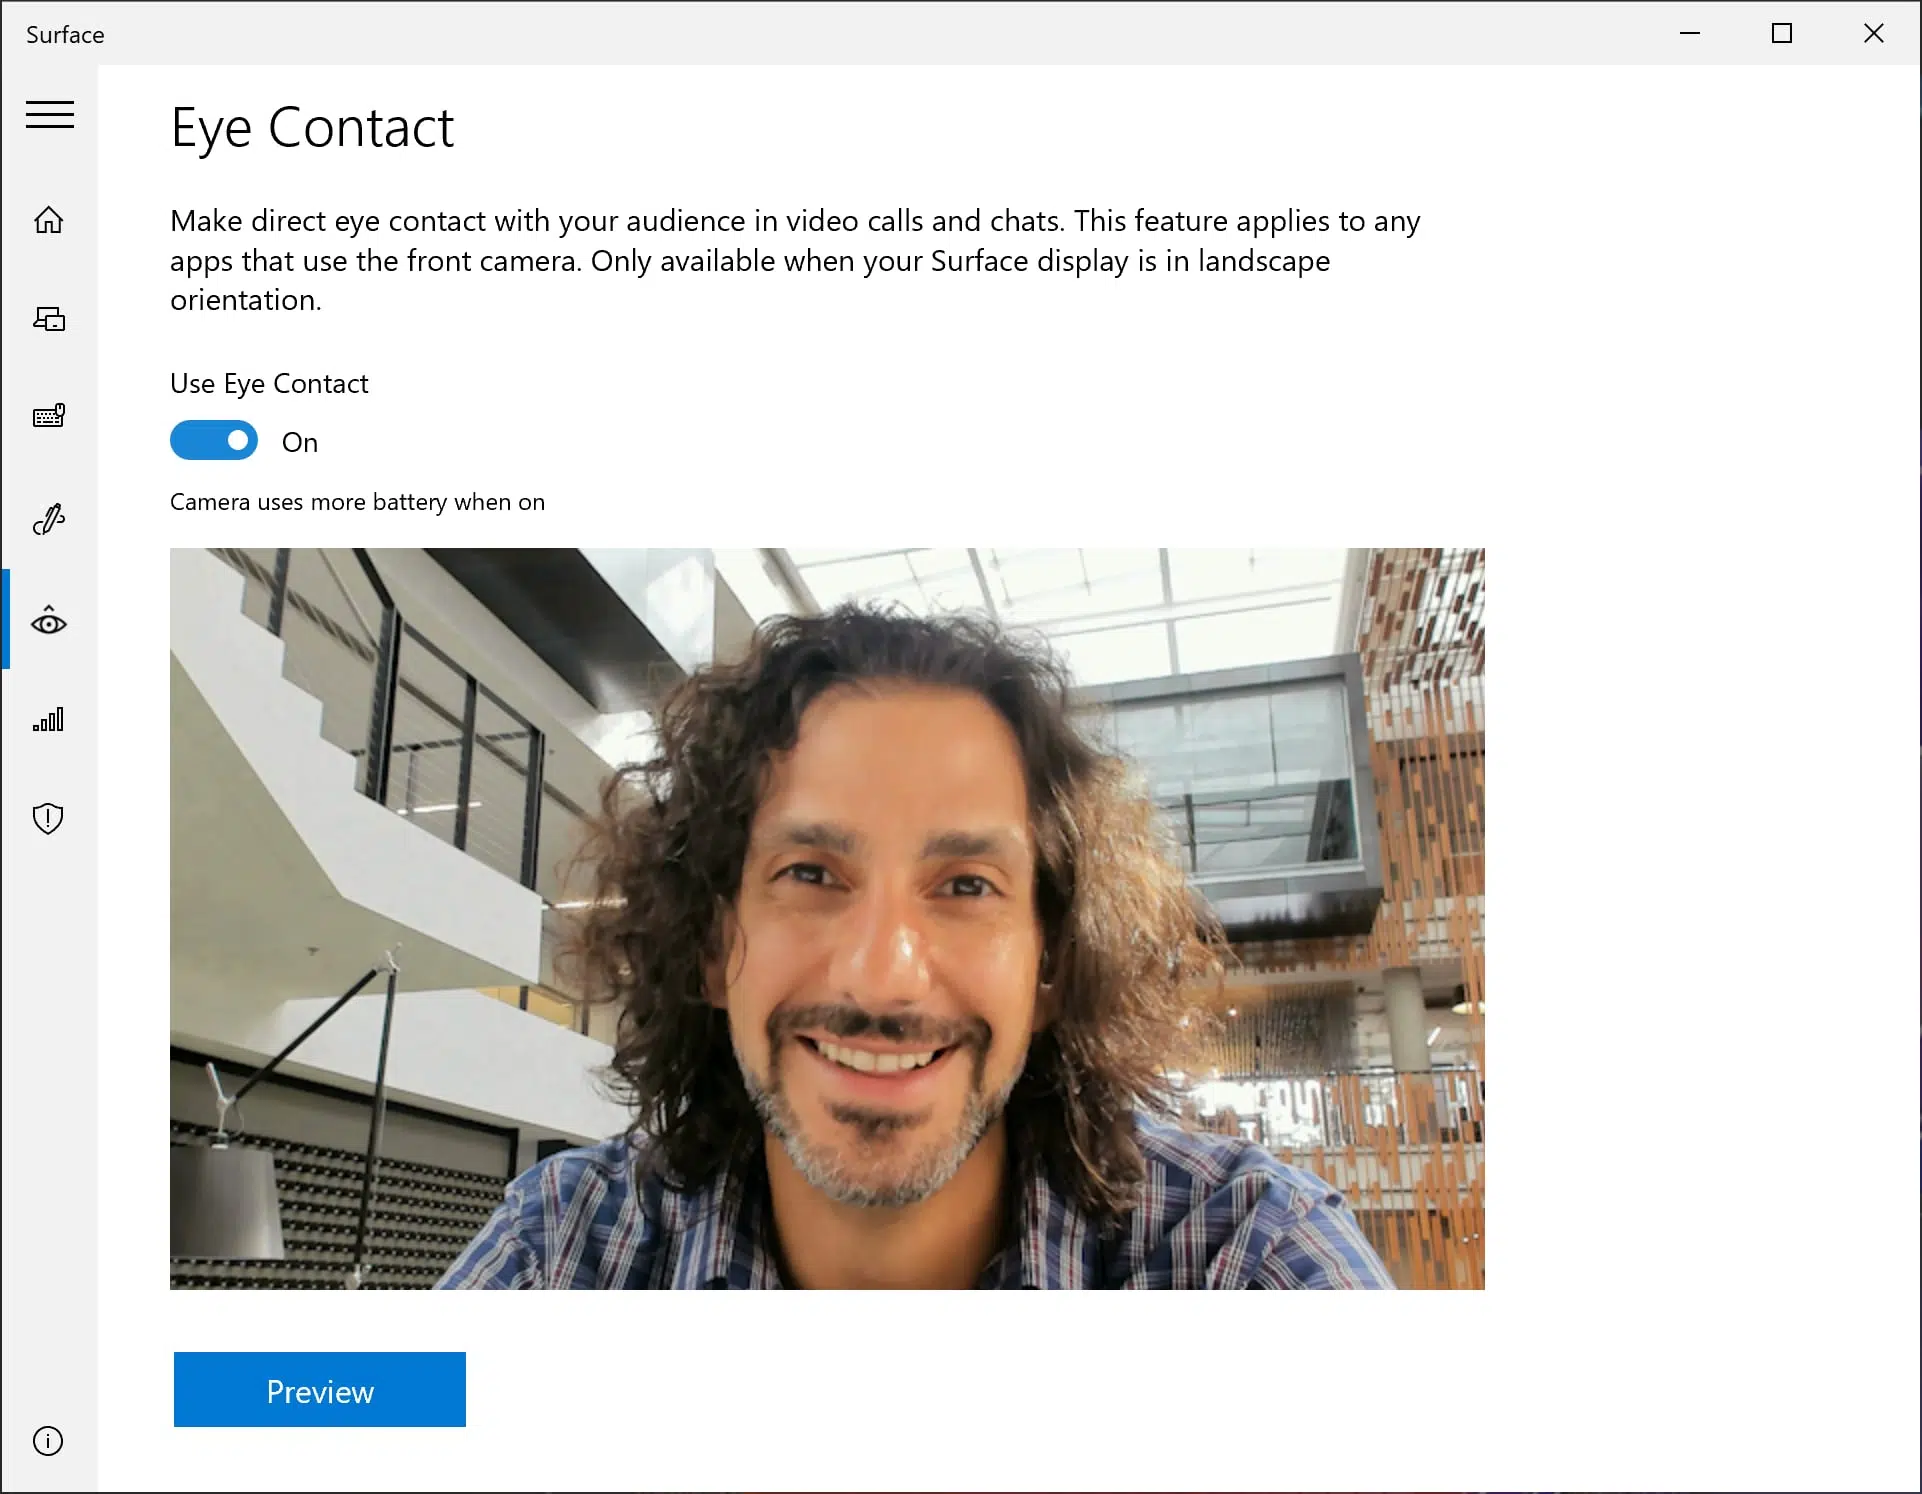 Surface
Eye Contact
Make direct eye contact with your audience in video calls and chats. This feature applies to any
apps that use the front camera. Only available when your Surface display is in landscape
orientation.
Use Eye Contact
On
Camera uses more battery when on
Preview